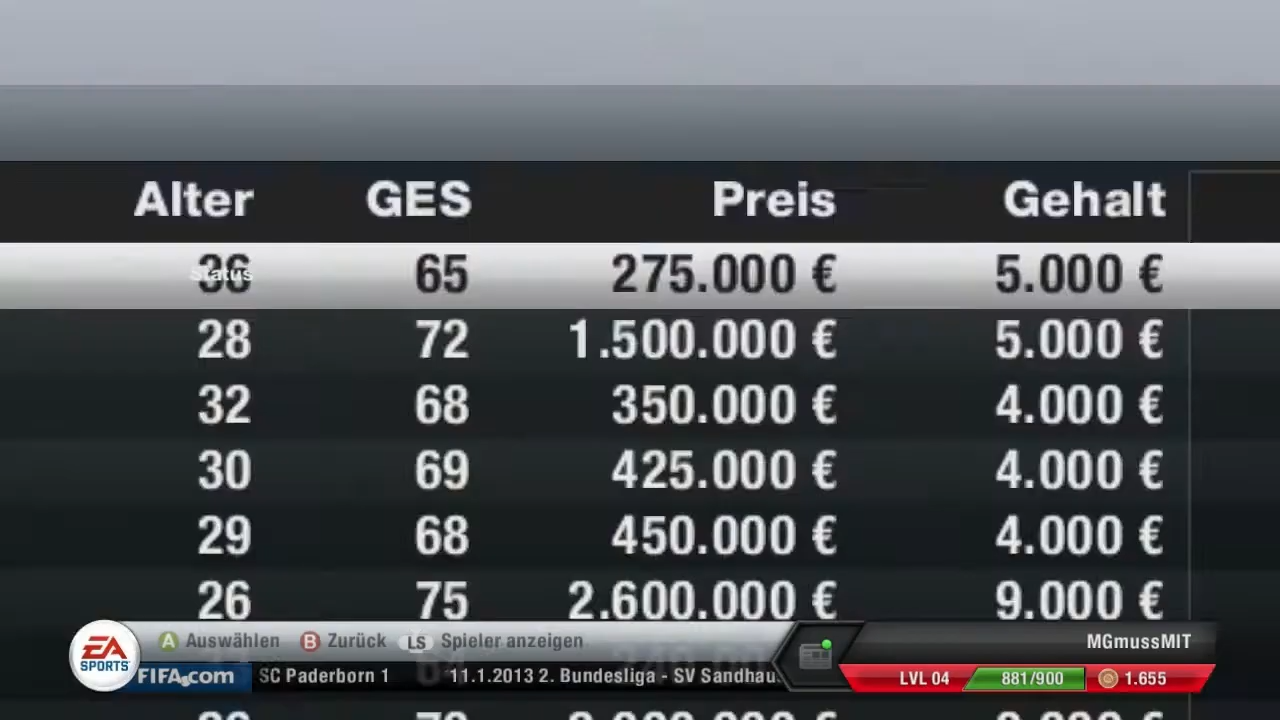 Alter GES Preis Gehalt
36 65 275.000 € 5.000 €
Status
28 72 1.500.000 € 5.000 €
32 68 350.000 € 4.000 €
30 69 425.000 € 4.000 €
29 68 450.000 € 4.000 €
26 75 2.600.000 € 9.000 €
A Auswählen B Zurück LS Spieler anzeigen
MGmussMIT
EA SPORTS
FIFA.com SC Paderborn 1 11.1.2013 2. Bundesliga - SV Sandhau
LVL 04 881/900 1.655